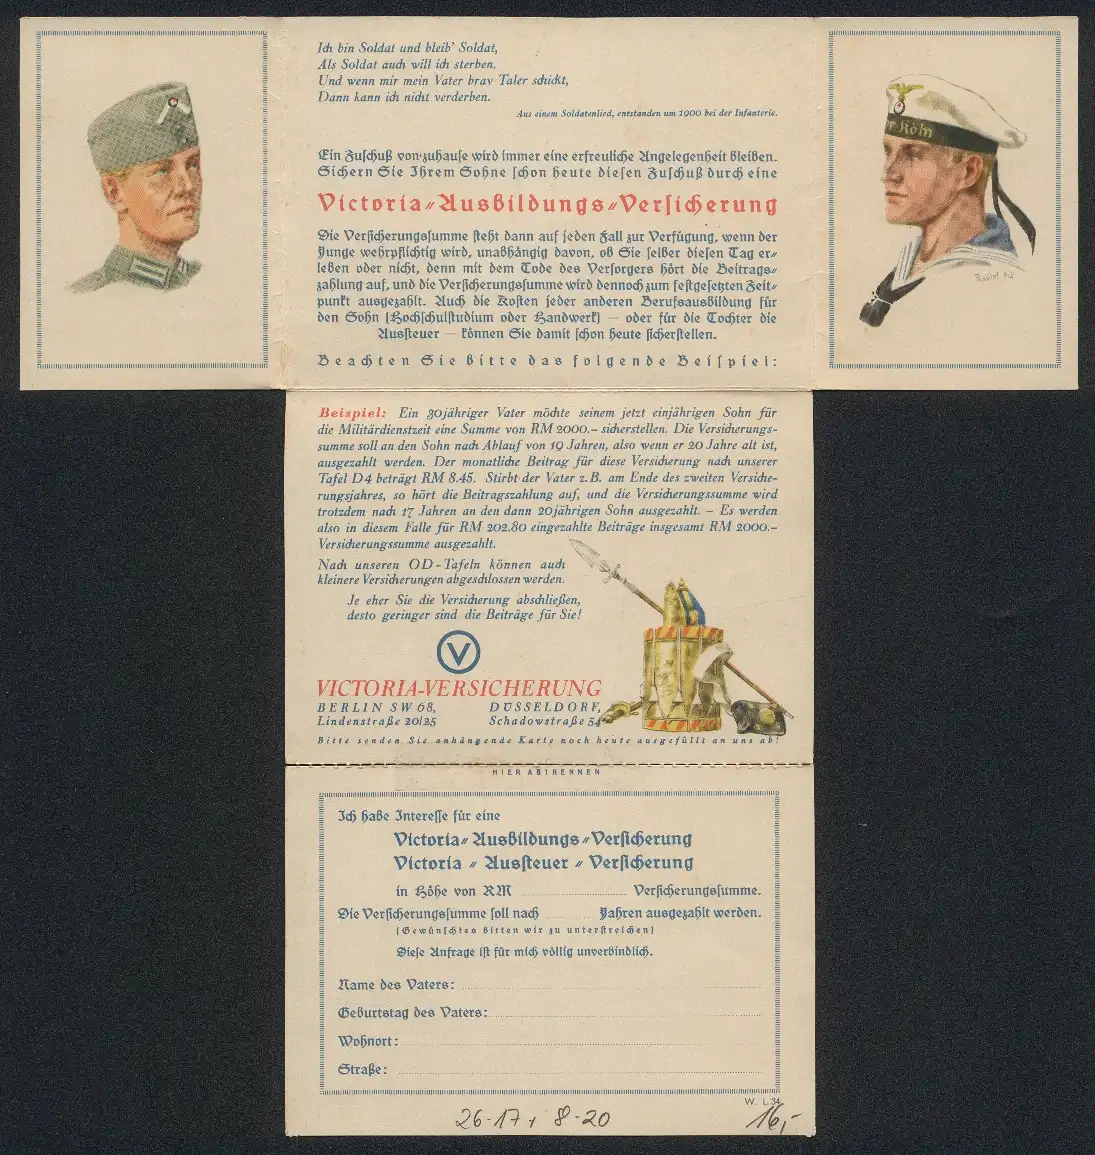 Ich bin Soldat und bleib' Soldat,
Als Soldat auch will ich sterben.
Und wenn mir mein Vater brav Taler schickt,
Dann kann ich nicht verderben.
Aus einem Soldatenlied, entstanden um 1900 bei der Infanterie.
Ein Zuschuß von zuhause wird immer eine erfreuliche Angelegenheit bleiben.
Sichern Sie Ihrem Sohne schon heute diesen Zuschuß durch eine
Victoria-Ausbildungs-Versicherung
Die Versicherungssumme steht dann auf jeden Fall zur Verfügung, wenn der
Junge wehrpflichtig wird, unabhängig davon, ob Sie selber diesen Tag er-
leben oder nicht, denn mit dem Tode des Versorgers hört die Beitrags-
zahlung auf, und die Versicherungssumme wird dennoch zum festgesetzten Zeit-
punkt ausgezahlt. Auch die Kosten jeder anderen Berufsausbildung für
den Sohn (Hochschulstudium oder Handwerk) — oder für die Tochter die
Aussteuer — können Sie damit schon heute sicherstellen.
Beachten Sie bitte das folgende Beispiel:
r Köln
Beispiel: Ein 30jähriger Vater möchte seinem jetzt einjährigen Sohn für
die Militärdienstzeit eine Summe von RM 2000.- sicherstellen. Die Versicherungs-
summe soll an den Sohn nach Ablauf von 19 Jahren, also wenn er 20 Jahre alt ist,
ausgezahlt werden. Der monatliche Beitrag für diese Versicherung nach unserer
Tafel D4 beträgt RM 8.45. Stirbt der Vater z.B. am Ende des zweiten Versiche-
rungsjahres, so hört die Beitragszahlung auf, und die Versicherungssumme wird
trotzdem nach 17 Jahren an den dann 20jährigen Sohn ausgezahlt. – Es werden
also in diesem Falle für RM 202.80 eingezahlte Beiträge insgesamt RM 2000.–
Versicherungssumme ausgezahlt.
Nach unseren OD-Tafeln können auch
kleinere Versicherungen abgeschlossen werden.
Je eher Sie die Versicherung abschließen,
desto geringer sind die Beiträge für Sie!
V
VICTORIA-VERSICHERUNG
BERLIN SW 68, DÜSSELDORF,
Lindenstraße 20/25 Schadowstraße 54
Bitte senden Sie anhängende Karte noch heute ausgefüllt an uns ab!
HIER ABTRENNEN
Ich habe Interesse für eine
Victoria-Ausbildungs-Versicherung
Victoria - Aussteuer - Versicherung
in Höhe von RM Versicherungssumme.
Die Versicherungssumme soll nach Jahren ausgezahlt werden.
(Gewünschtes bitten wir zu unterstreichen)
Diese Anfrage ist für mich völlig unverbindlich.
Name des Vaters:
Geburtstag des Vaters:
Wohnort:
Straße:
W. L. 34.
26-17, 8-20 16,-